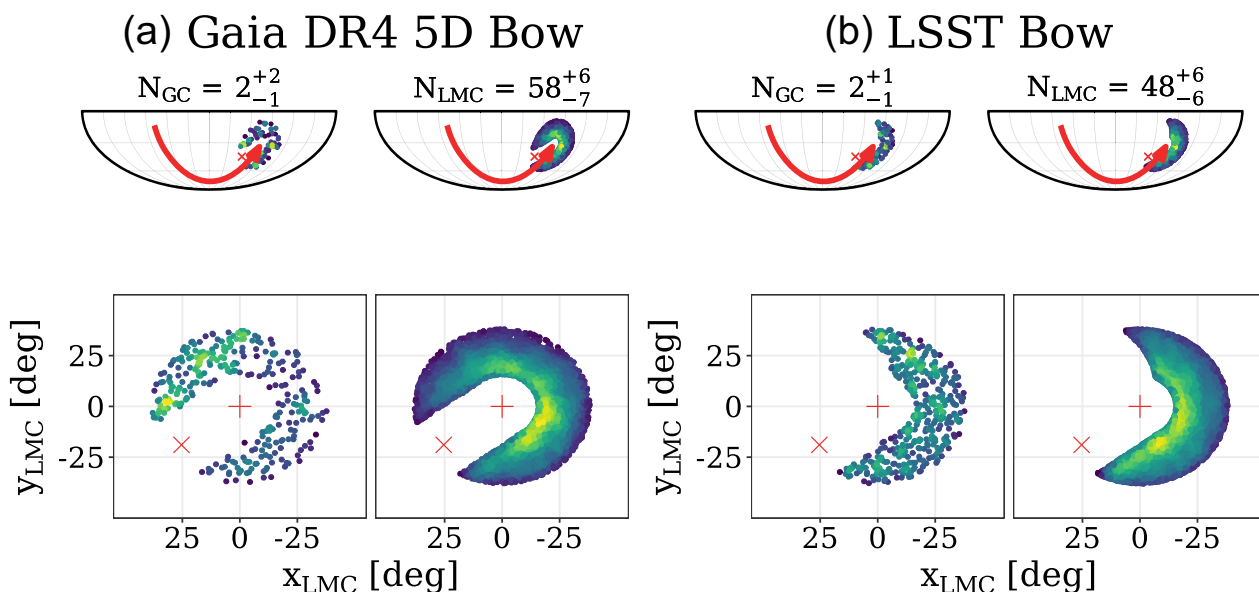 (a) Gaia DR4 5D Bow
(b) LSST Bow
N_GC = 2^{+2}_{-1}
N_LMC = 58^{+6}_{-7}
N_GC = 2^{+1}_{-1}
N_LMC = 48^{+6}_{-6}
y_LMC [deg]
25
0
-25
25 0 -25
25 0 -25
x_LMC [deg]
y_LMC [deg]
25
0
-25
25 0 -25
25 0 -25
x_LMC [deg]